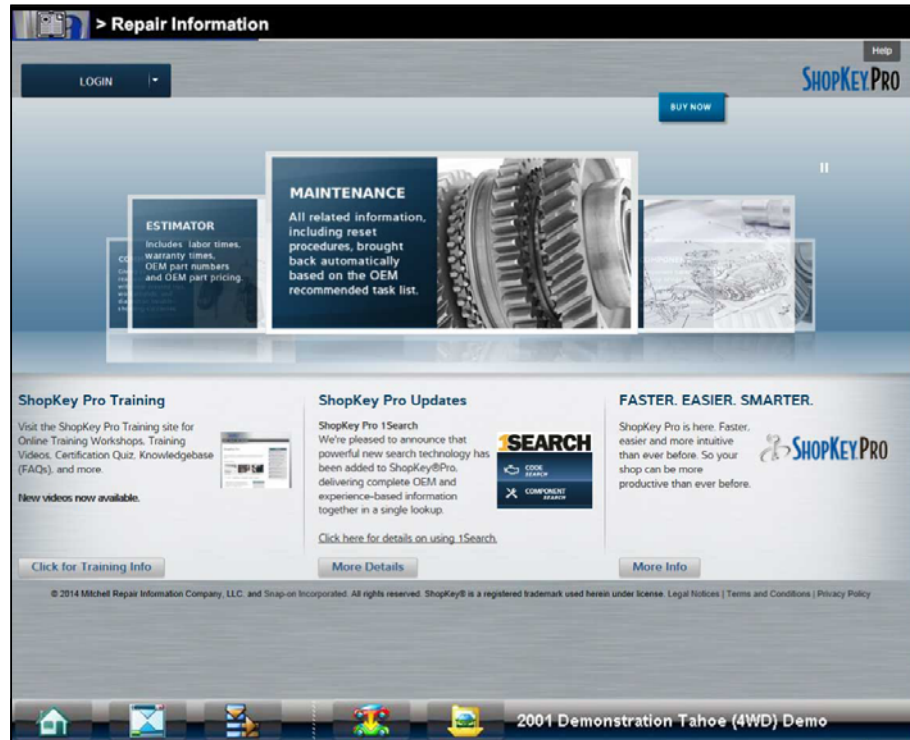 > Repair Information
Help
LOGIN
SHOPKEY.PRO
BUY NOW
MAINTENANCE
All related information,
including reset
procedures, brought
back automatically
based on the OEM
recommended task list.
ESTIMATOR
Includes labor times,
warranty times,
OEM part numbers
and OEM part pricing.
ShopKey Pro Training
Visit the ShopKey Pro Training site for
Online Training Workshops, Training
Videos, Certification Quiz, Knowledgebase
(FAQs), and more.
New videos now available.
Click for Training Info
ShopKey Pro Updates
ShopKey Pro 1Search
We're pleased to announce that
powerful new search technology has
been added to ShopKey®Pro,
delivering complete OEM and
experience-based information
together in a single lookup.
Click here for details on using 1Search.
1SEARCH
CODE
SEARCH
COMPONENT
SEARCH
More Details
FASTER. EASIER. SMARTER.
ShopKey Pro is here. Faster,
easier and more intuitive
than ever before. So your
shop can be more
productive than ever before.
SHOPKEY.PRO
More Info
© 2014 Mitchell Repair Information Company, LLC. and Snap-on Incorporated. All rights reserved. ShopKey® is a registered trademark used herein under license. Legal Notices | Terms and Conditions | Privacy Policy
2001 Demonstration Tahoe (4WD) Demo